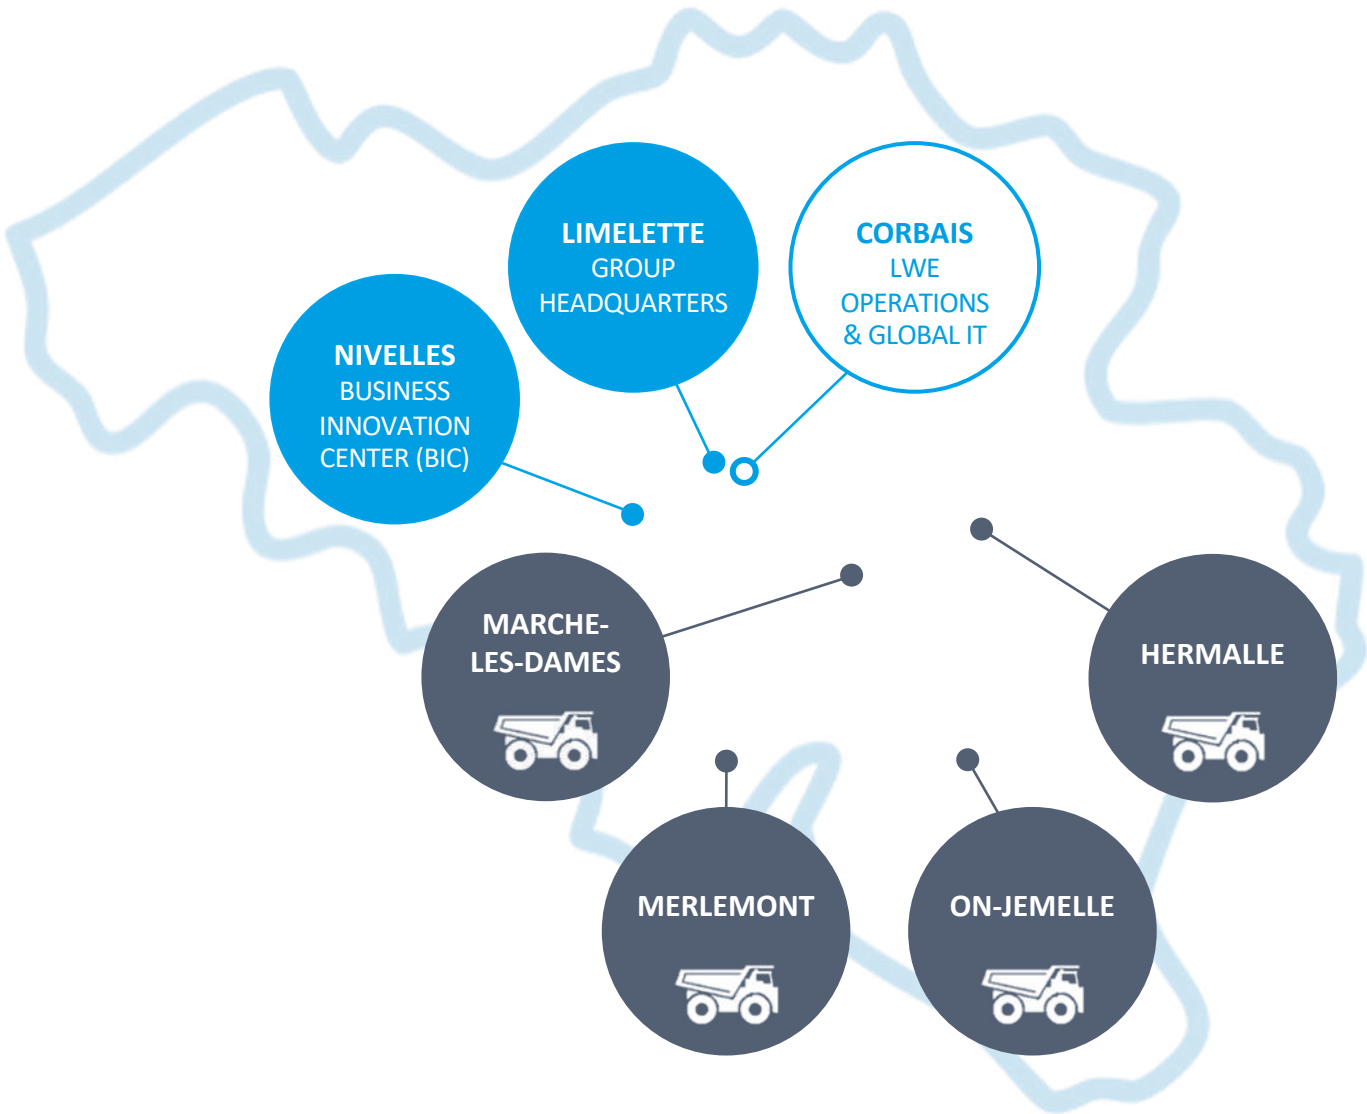 LIMELETTE
GROUP
HEADQUARTERS
CORBAIS
LWE
OPERATIONS
& GLOBAL IT
NIVELLES
BUSINESS
INNOVATION
CENTER (BIC)
MARCHE-
LES-DAMES
HERMALLE
MERLEMONT
ON-JEMELLE